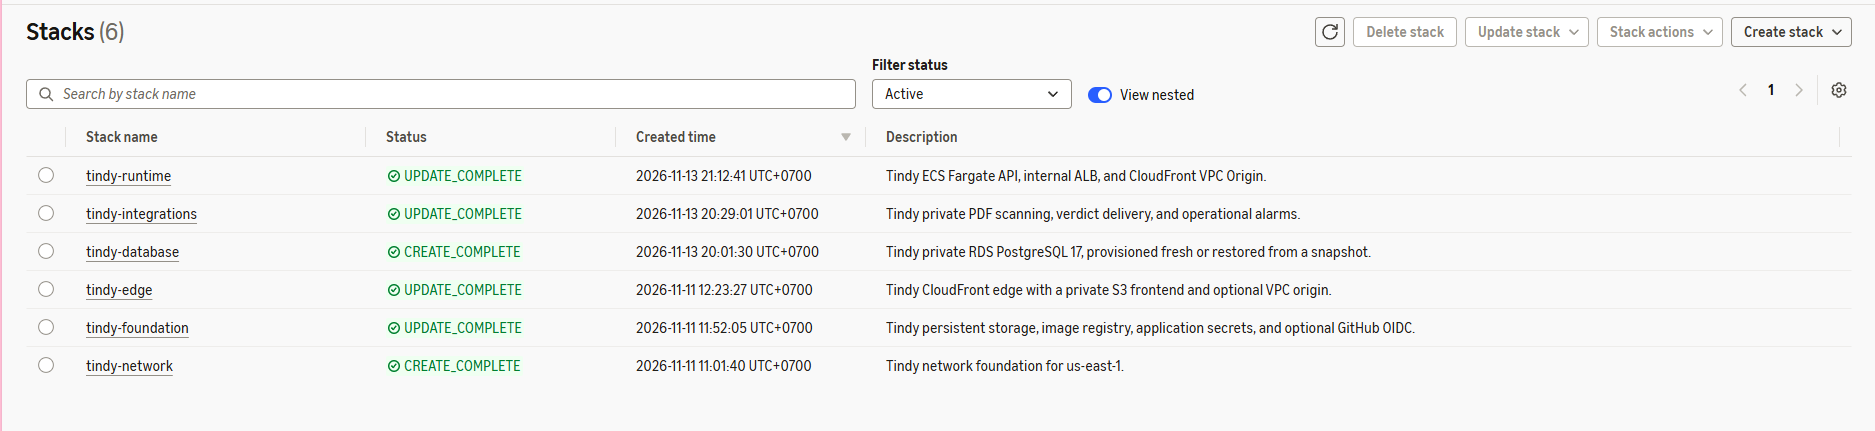 Stacks (6)
Delete stack
Update stack
Stack actions
Create stack
Filter status
Search by stack name
Active
View nested
1
Stack name Status Created time Description
tindy-runtime UPDATE_COMPLETE 2026-11-13 21:12:41 UTC+0700 Tindy ECS Fargate API, internal ALB, and CloudFront VPC Origin.
tindy-integrations UPDATE_COMPLETE 2026-11-13 20:29:01 UTC+0700 Tindy private PDF scanning, verdict delivery, and operational alarms.
tindy-database CREATE_COMPLETE 2026-11-13 20:01:30 UTC+0700 Tindy private RDS PostgreSQL 17, provisioned fresh or restored from a snapshot.
tindy-edge UPDATE_COMPLETE 2026-11-11 12:23:27 UTC+0700 Tindy CloudFront edge with a private S3 frontend and optional VPC origin.
tindy-foundation UPDATE_COMPLETE 2026-11-11 11:52:05 UTC+0700 Tindy persistent storage, image registry, application secrets, and optional GitHub OIDC.
tindy-network CREATE_COMPLETE 2026-11-11 11:01:40 UTC+0700 Tindy network foundation for us-east-1.